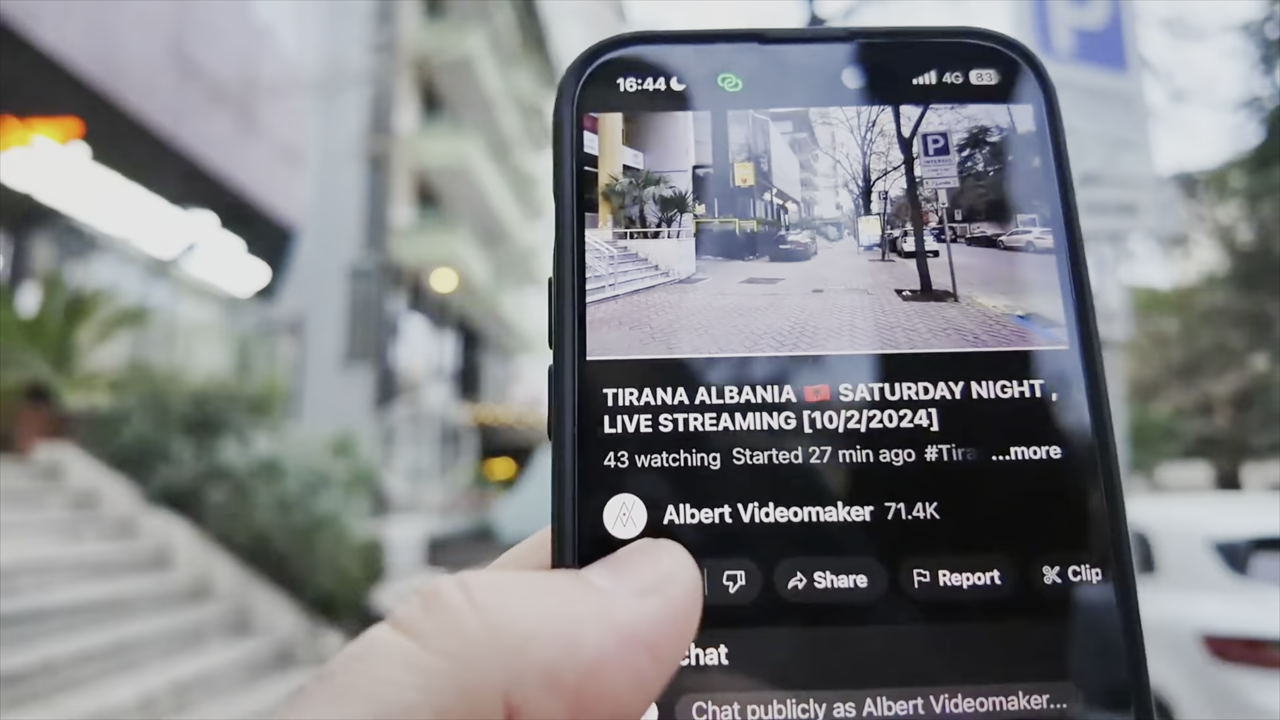 P
16:44
4G 83
P
TIRANA ALBANIA 🇦🇱 SATURDAY NIGHT ,
LIVE STREAMING [10/2/2024]
43 watching Started 27 min ago #Tira ...more
Albert Videomaker 71.4K
Share
Report
Clip
chat
Chat publicly as Albert Videomaker...